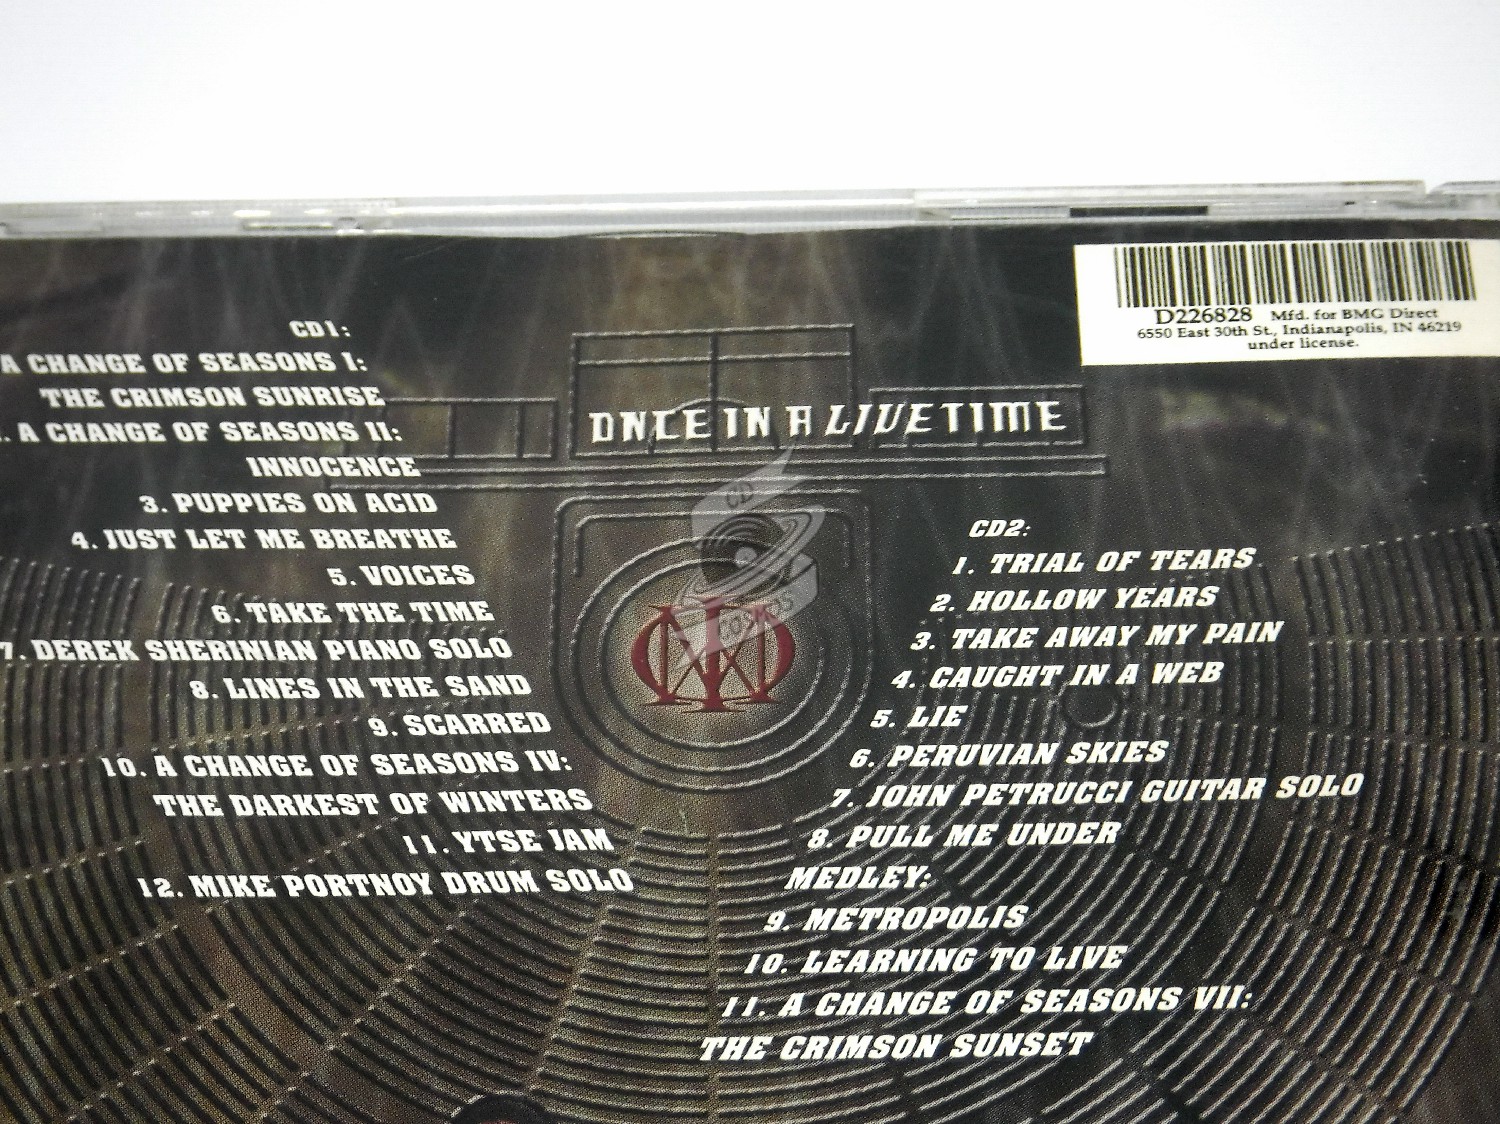 CD1:
A CHANGE OF SEASONS I:
THE CRIMSON SUNRISE
. A CHANGE OF SEASONS II:
INNOCENCE
3. PUPPIES ON ACID
4. JUST LET ME BREATHE
5. VOICES
6. TAKE THE TIME
7. DEREK SHERINIAN PIANO SOLO
8. LINES IN THE SAND
9. SCARRED
10. A CHANGE OF SEASONS IV:
THE DARKEST OF WINTERS
11. YTSE JAM
12. MIKE PORTNOY DRUM SOLO
ONCE IN A LIVETIME
CD
COSMOS
D226828 Mfd. for BMG Direct
6550 East 30th St., Indianapolis, IN 46219
under license.
CD2:
1. TRIAL OF TEARS
2. HOLLOW YEARS
3. TAKE AWAY MY PAIN
4. CAUGHT IN A WEB
5. LIE
6. PERUVIAN SKIES
7. JOHN PETRUCCI GUITAR SOLO
8. PULL ME UNDER
MEDLEY:
9. METROPOLIS
10. LEARNING TO LIVE
11. A CHANGE OF SEASONS VII:
THE CRIMSON SUNSET